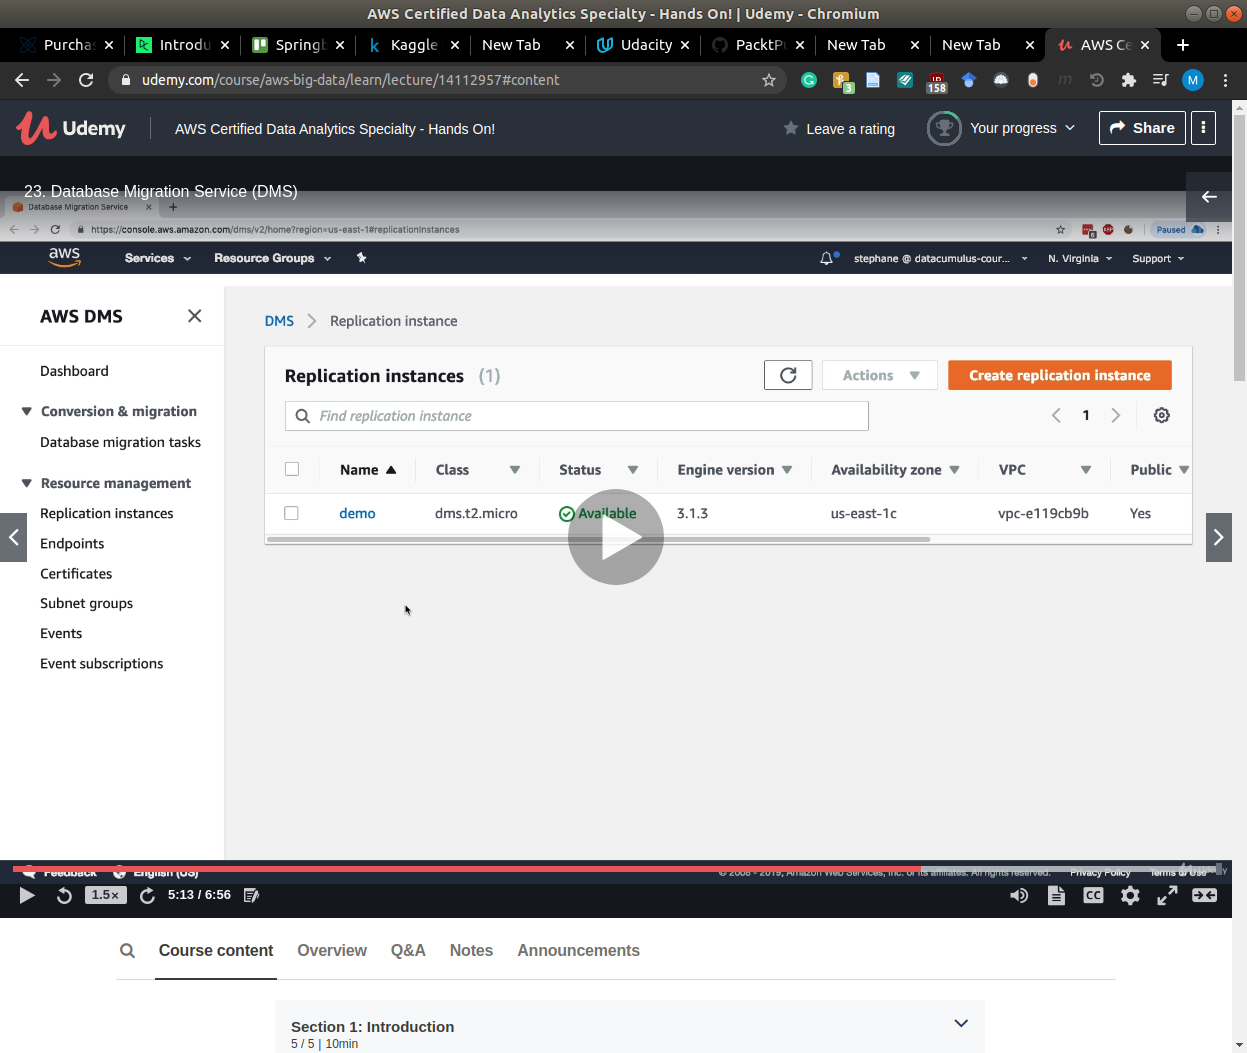 AWS Certified Data Analytics Specialty - Hands On! | Udemy - Chromium
Purchas
Introdu
Springb
Kaggle
New Tab
Udacity
PacktPu
New Tab
New Tab
AWS Ce
udemy.com/course/aws-big-data/learn/lecture/14112957#content
3
158
M
Udemy
AWS Certified Data Analytics Specialty - Hands On!
Leave a rating
Your progress
Share
23. Database Migration Service (DMS)
Database Migration Service
https://console.aws.amazon.com/dms/v2/home?region=us-east-1#replicationInstances
Paused
aws
Services
Resource Groups
stephane @ datacumulus-cour...
N. Virginia
Support
AWS DMS
Dashboard
Conversion & migration
Database migration tasks
Resource management
Replication instances
Endpoints
Certificates
Subnet groups
Events
Event subscriptions
DMS
Replication instance
Replication instances (1)
Actions
Create replication instance
Find replication instance
1
Name
Class
Status
Engine version
Availability zone
VPC
Public
demo
dms.t2.micro
Available
3.1.3
us-east-1c
vpc-e119cb9b
Yes
Feedback
English (US)
© 2008 - 2019, Amazon Web Services, Inc. or its affiliates. All rights reserved.
Privacy Policy
Terms of Use
1.5×
5:13 / 6:56
CC
Course content
Overview
Q&A
Notes
Announcements
Section 1: Introduction
5 / 5 | 10min